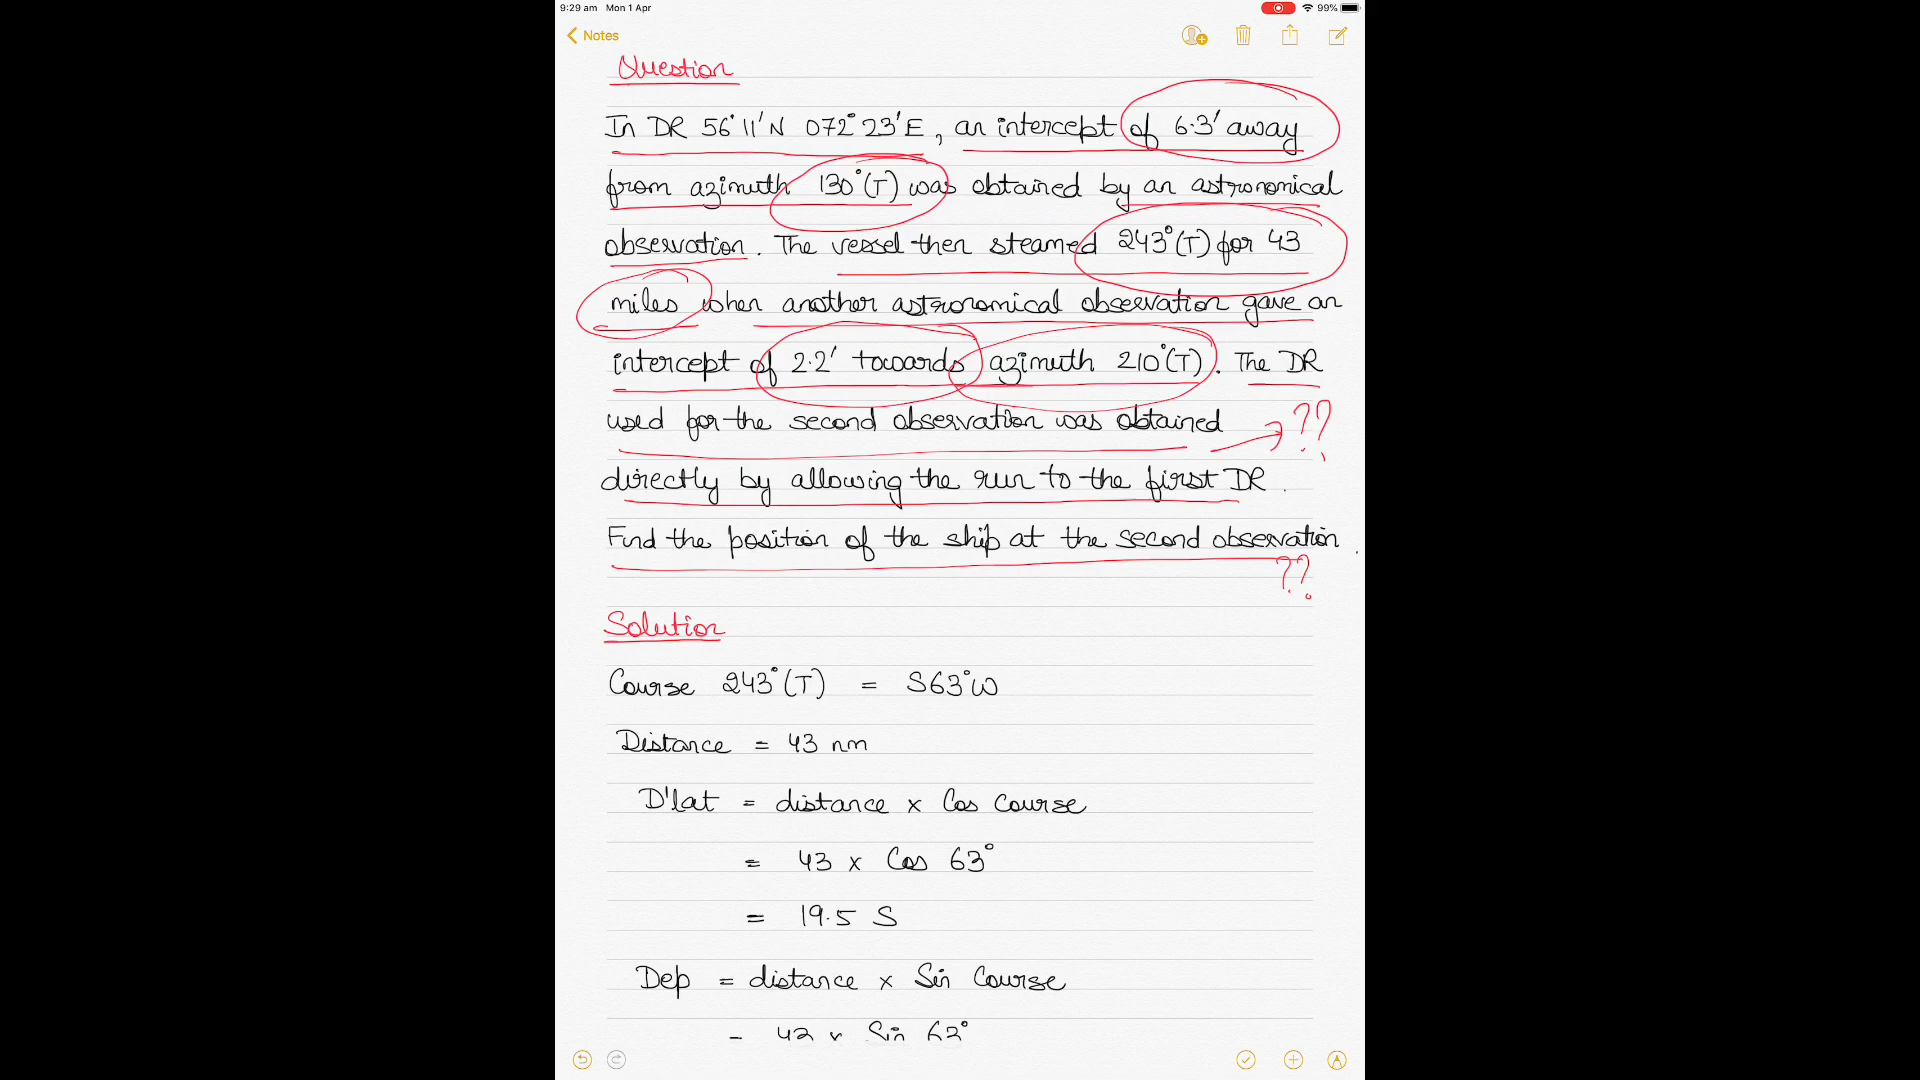 9:29 am Mon 1 Apr 99%
Notes
Question
In DR 56° 11' N 072° 23' E, an intercept of 6.3' away
from azimuth 130° (T) was obtained by an astronomical
observation. The vessel then steamed 243° (T) for 43
miles when another astronomical observation gave an
intercept of 2.2' towards azimuth 210° (T). The DR
used for the second observation was obtained ??
directly by allowing the run to the first DR.
Find the position of the ship at the second observation.
??
Solution
Course 243° (T) = S63°W
Distance = 43 nm
D'lat = distance x Cos Course
= 43 x Cos 63°
= 19.5 S
Dep = distance x Sin Course
= 43 x Sin 63°